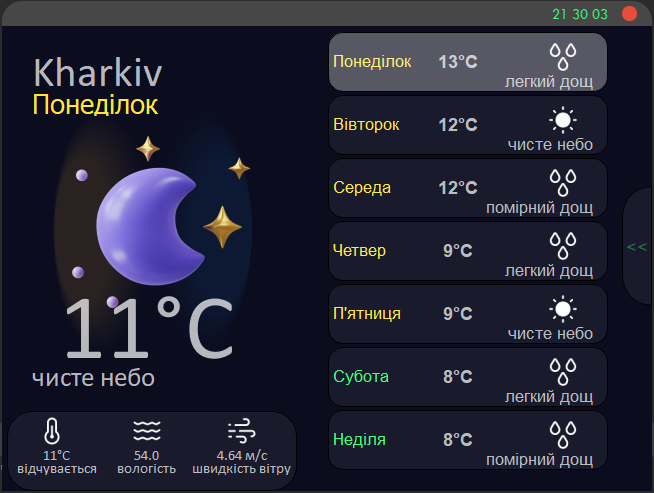 21 30 03
Kharkiv
Понеділок
11°C
чисте небо
11°C
відчувається
54.0
вологість
4.64 м/с
швидкість вітру
Понеділок 13°C
легкий дощ
Вівторок 12°C
чисте небо
Середа 12°C
помірний дощ
Четвер 9°C
легкий дощ
П'ятниця 9°C
чисте небо
Субота 8°C
легкий дощ
Неділя 8°C
помірний дощ
<<